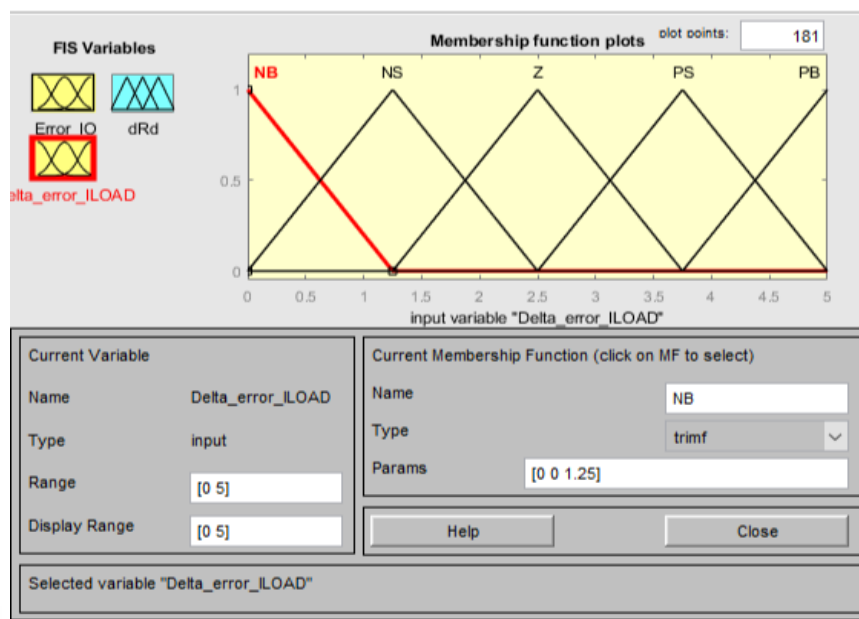 FIS Variables
Membership function plots
plot points:
181
Error_IO
dRd
elta_error_ILOAD
NB
NS
Z
PS
PB
1
0.5
0
0
0.5
1
1.5
2
2.5
3
3.5
4
4.5
5
input variable "Delta_error_ILOAD"
Current Variable
Name
Delta_error_ILOAD
Type
input
Range
[0 5]
Display Range
[0 5]
Current Membership Function (click on MF to select)
Name
NB
Type
trimf
Params
[0 0 1.25]
Help
Close
Selected variable "Delta_error_ILOAD"